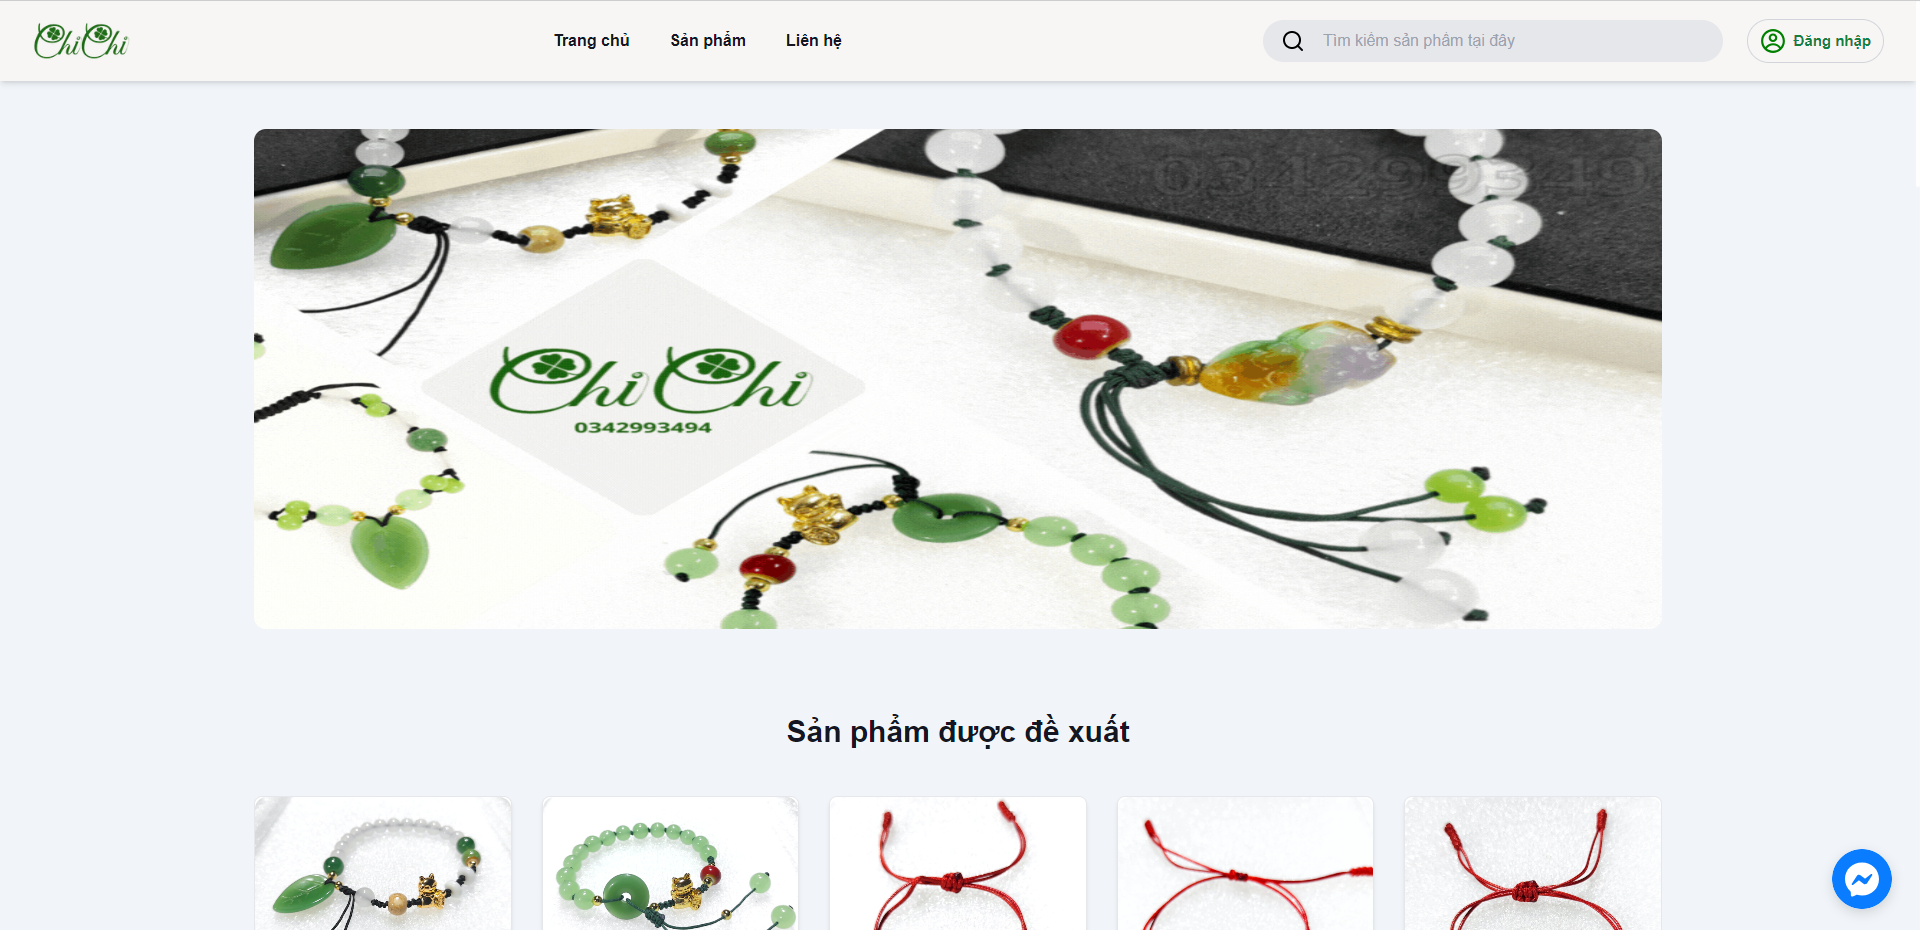 ChiChi
Trang chủ
Sản phẩm
Liên hệ
Tìm kiếm sản phẩm tại đây
Đăng nhập
ChiChi
0342993494
Sản phẩm được đề xuất